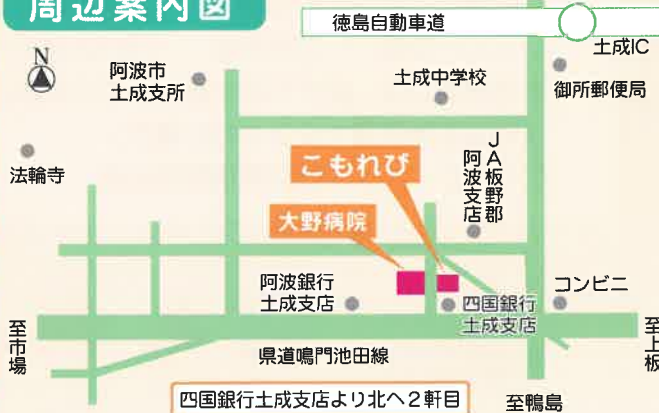 周辺案内図
徳島自動車道
土成IC
N
阿波市
土成支所
土成中学校
御所郵便局
法輪寺
JA板野郡
阿波支店
こもれび
大野病院
阿波銀行
土成支店
四国銀行
土成支店
コンビニ
至市場
至上板
県道鳴門池田線
四国銀行土成支店より北へ2軒目
至鴨島